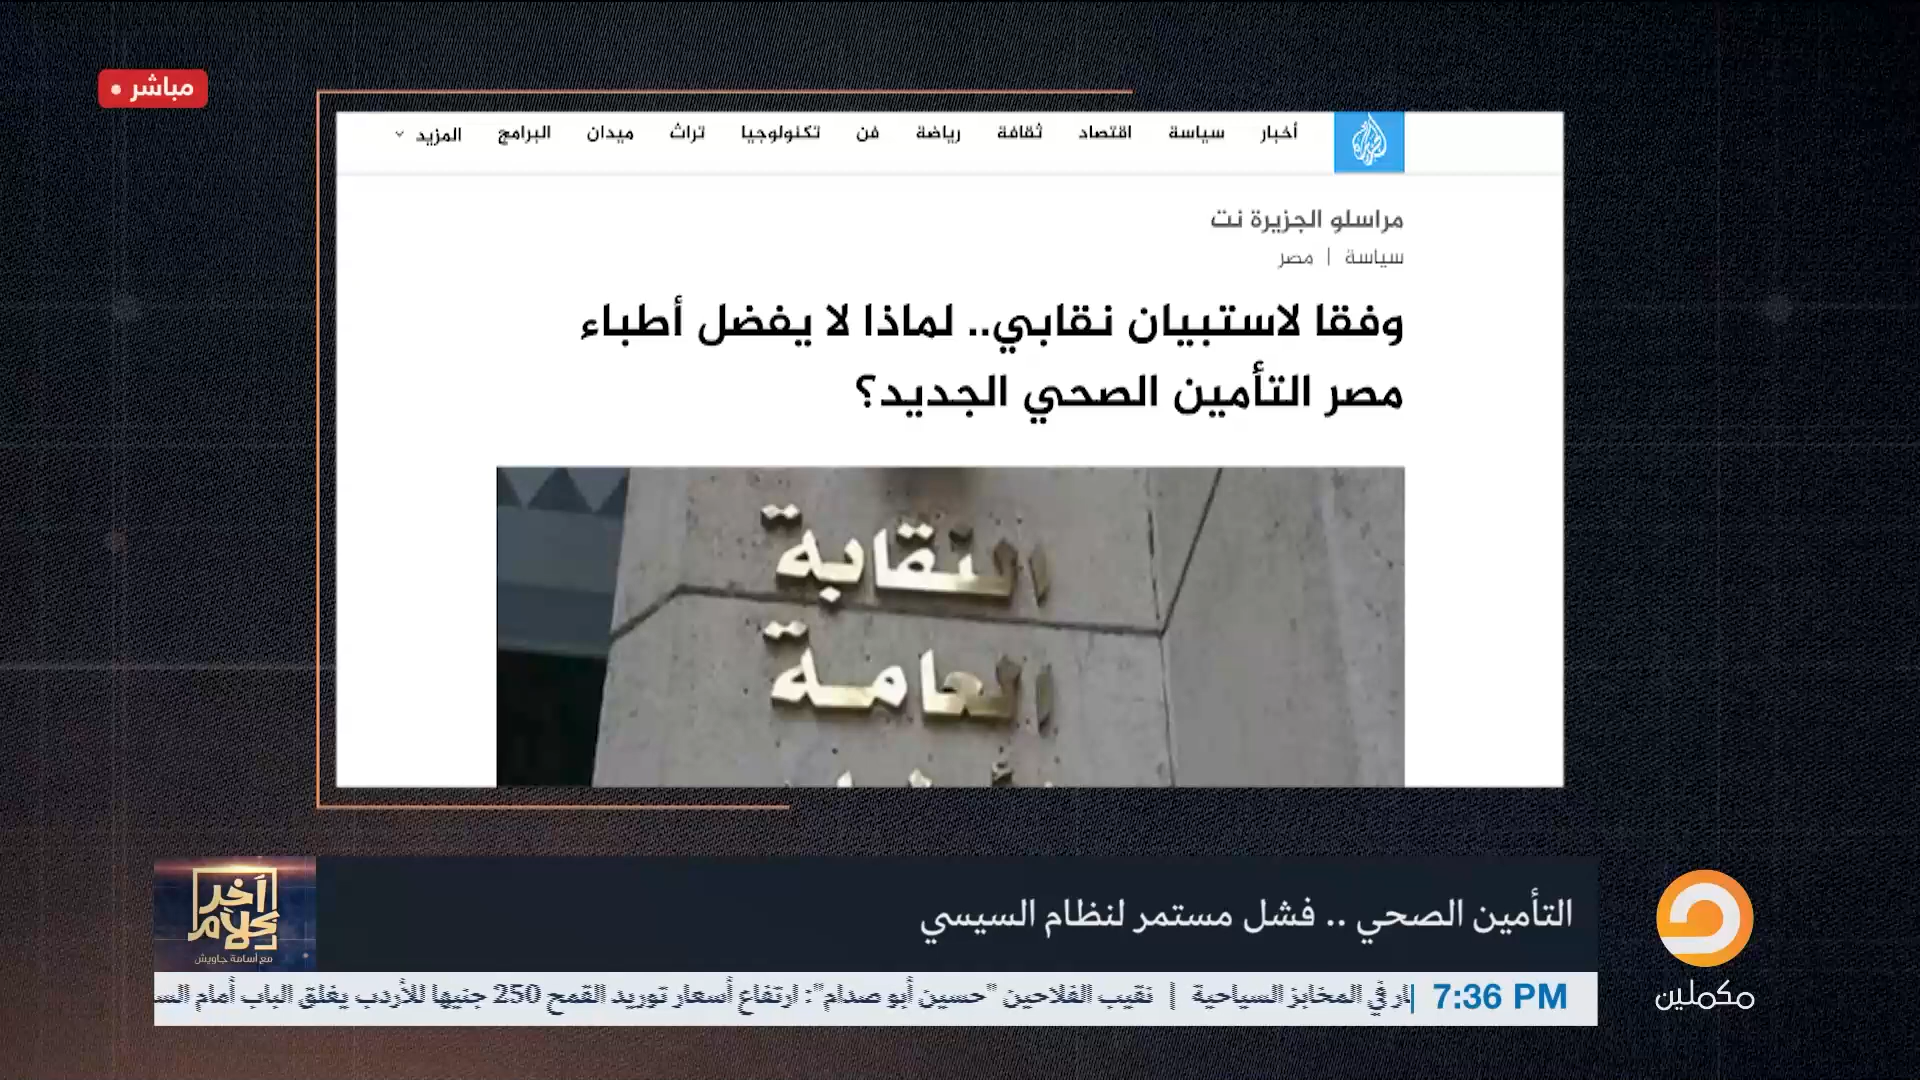 مباشر
أخبار سياسة اقتصاد ثقافة رياضة فن تكنولوجيا تراث ميدان البرامج المزيد
مراسلو الجزيرة نت
سياسة | مصر
وفقا لاستبيان نقابي.. لماذا لا يفضل أطباء
مصر التأمين الصحي الجديد؟
النقابة
العامة
آخر
كلام
مع أسامة جاويش
التأمين الصحي .. فشل مستمر لنظام السيسي
7:36 PM
في المخابز السياحية | نقيب الفلاحين "حسين أبو صدام": ارتفاع أسعار توريد القمح 250 جنيها للأردب يغلق الباب أمام
مكملين